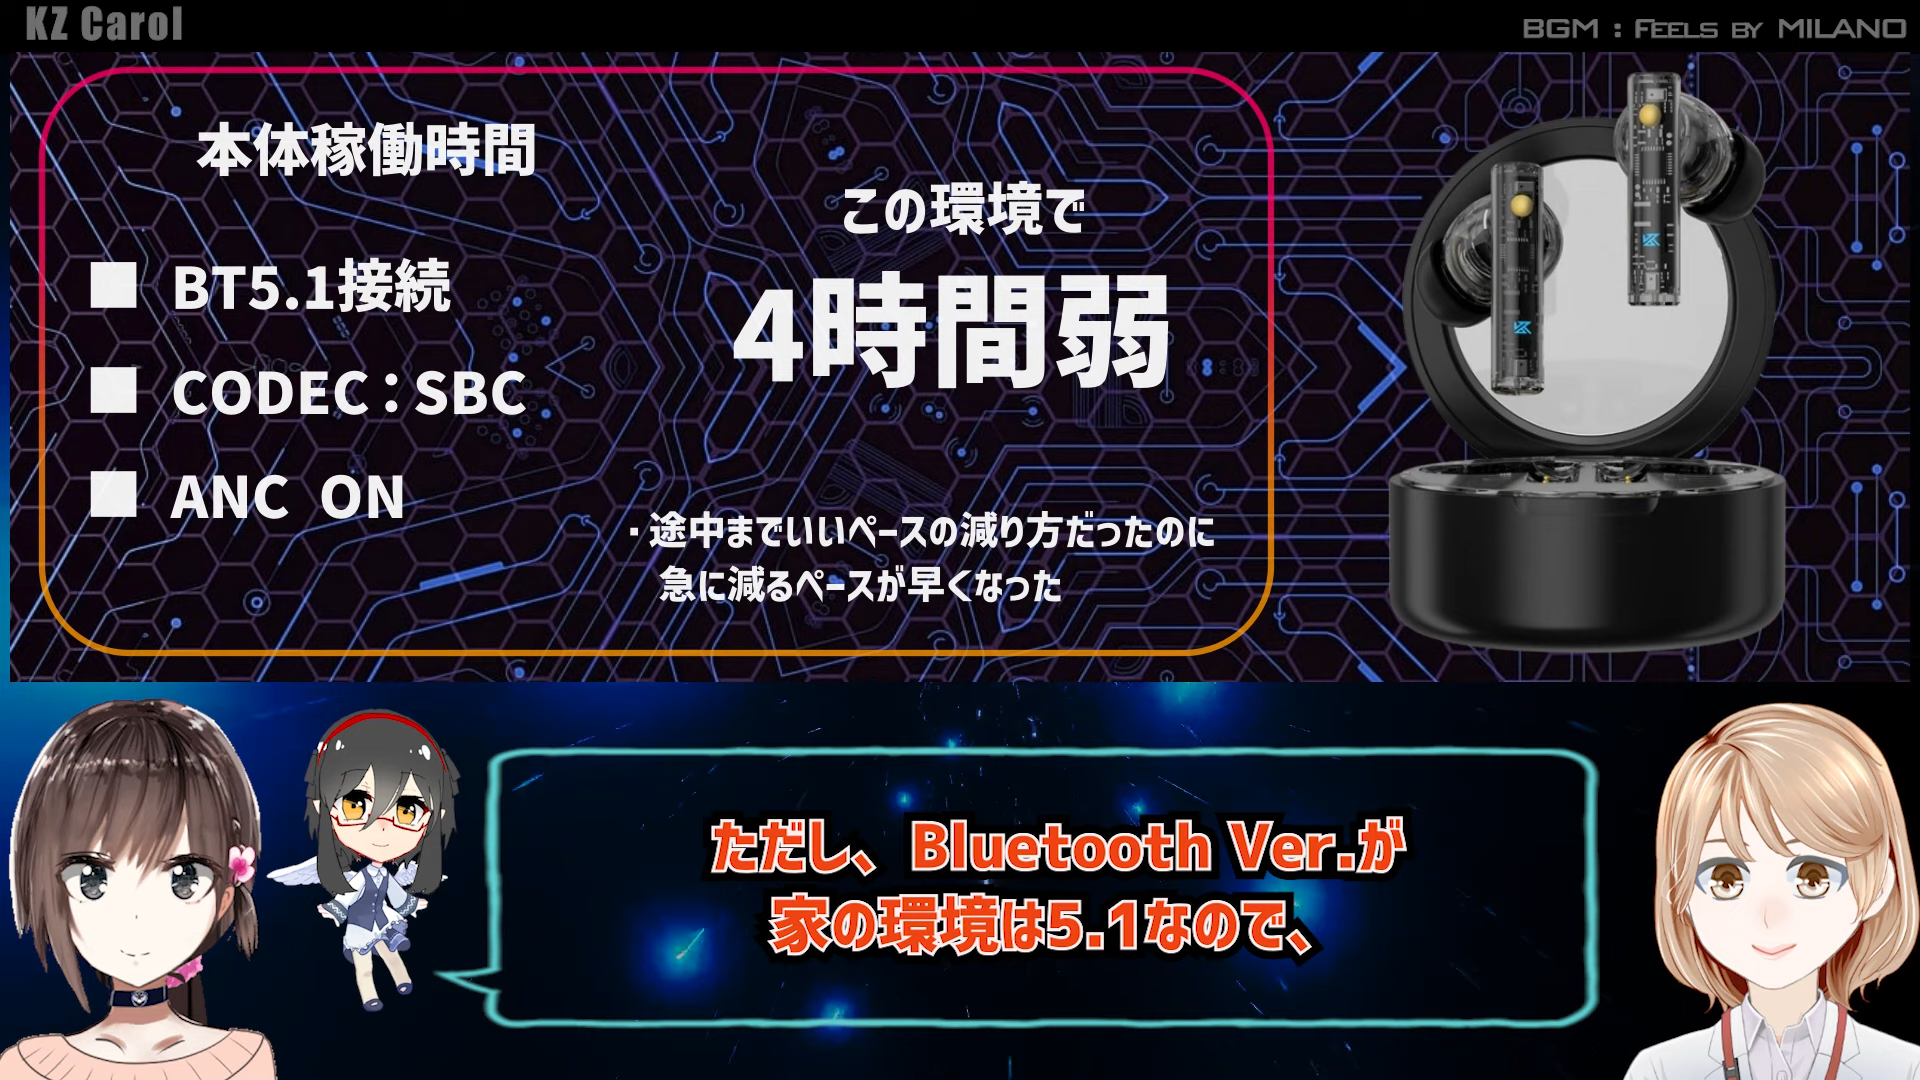 KZ Carol
BGM : Feels by MILANO
本体稼働時間
■ BT5.1接続
■ CODEC：SBC
■ ANC ON
この環境で
4時間弱
・途中までいいペースの減り方だったのに
急に減るペースが早くなった
ただし、Bluetooth Ver.が
家の環境は5.1なので、